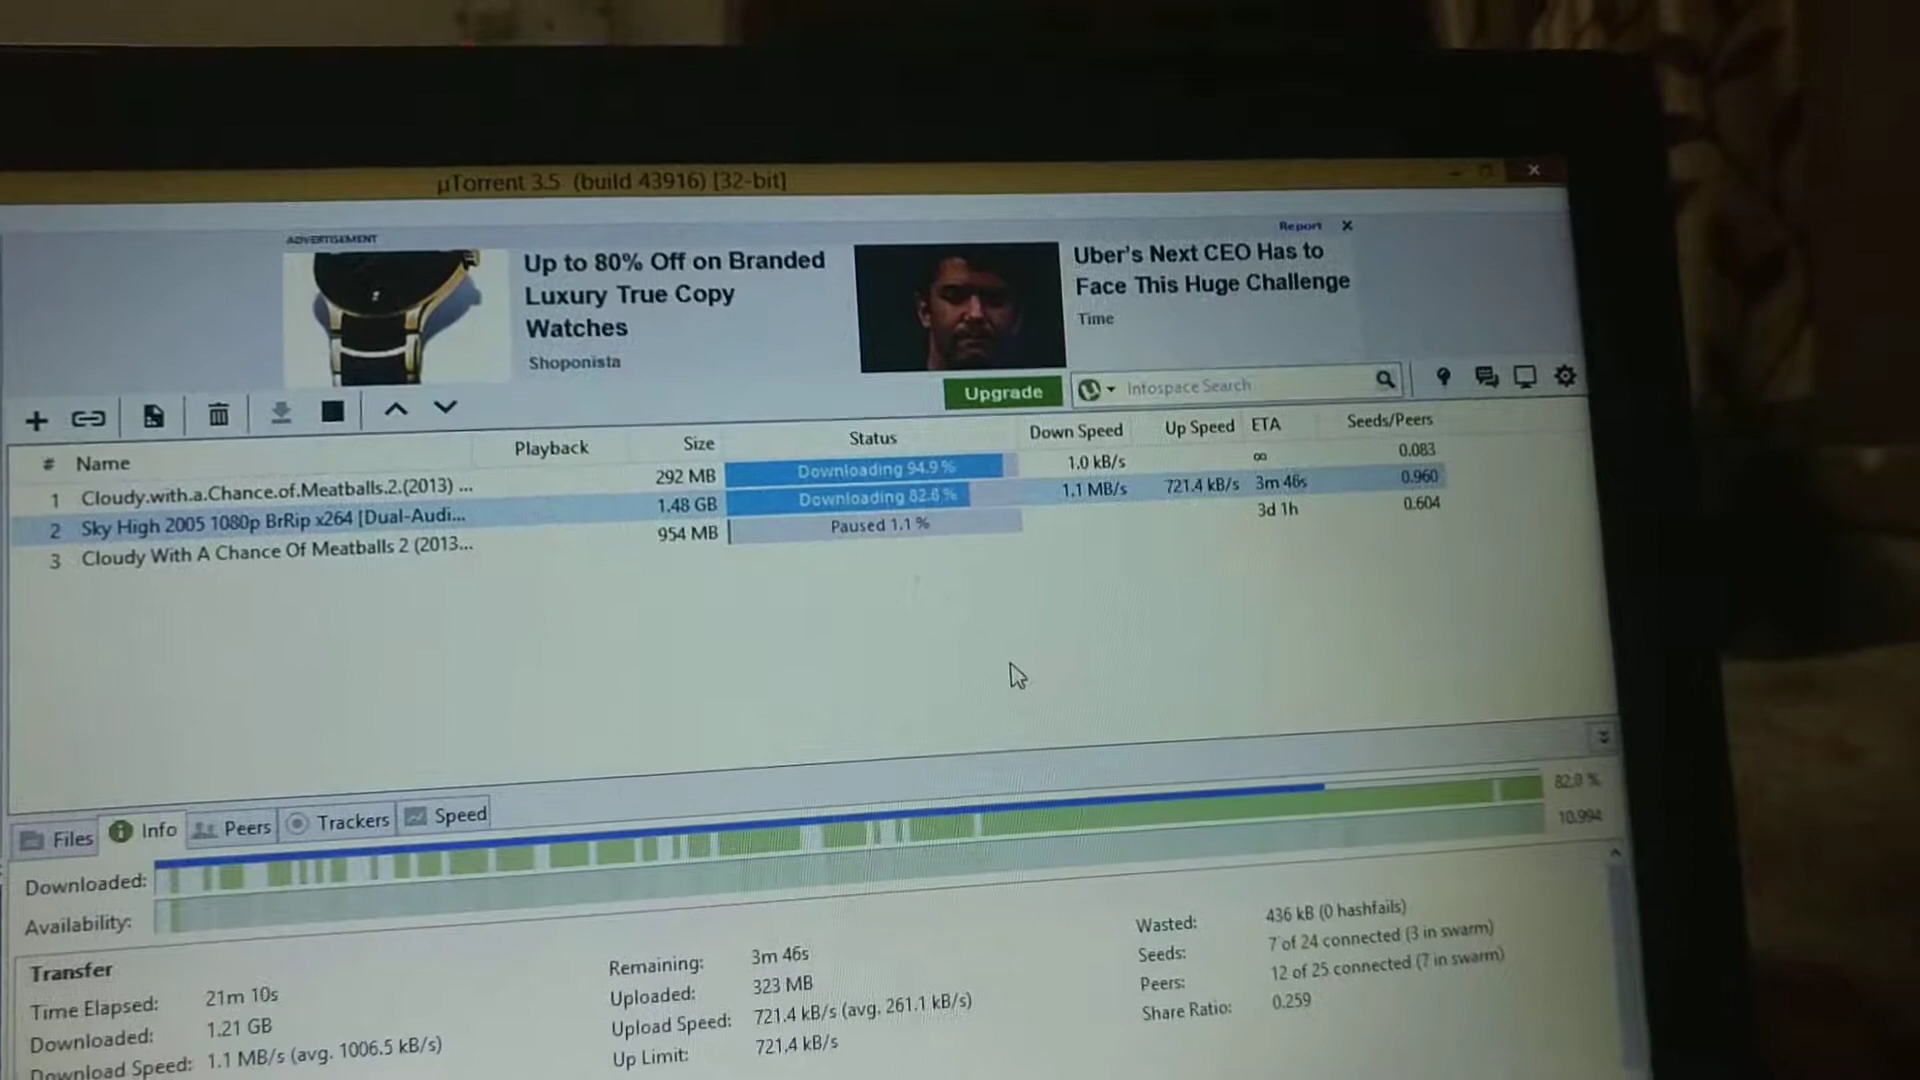 µTorrent 3.5 (build 43916) [32-bit]
ADVERTISEMENT
Report
Up to 80% Off on Branded
Luxury True Copy
Watches
Shoponista
Uber's Next CEO Has to
Face This Huge Challenge
Time
Upgrade
Infospace Search
# Name Playback Size Status Down Speed Up Speed ETA Seeds/Peers
1 Cloudy.with.a.Chance.of.Meatballs.2.(2013) ... 292 MB Downloading 94.9 % 1.0 kB/s ∞ 0.083
2 Sky High 2005 1080p BrRip x264 [Dual-Audi... 1.48 GB Downloading 82.6 % 1.1 MB/s 721.4 kB/s 3m 46s 0.960
3 Cloudy With A Chance Of Meatballs 2 (2013... 954 MB Paused 1.1 % 3d 1h 0.604
Files Info Peers Trackers Speed
Downloaded:
Availability: 10.994
Transfer
Time Elapsed: 21m 10s Remaining: 3m 46s Wasted: 436 kB (0 hashfails)
Downloaded: 1.21 GB Uploaded: 323 MB Seeds: 7 of 24 connected (3 in swarm)
Download Speed: 1.1 MB/s (avg. 1006.5 kB/s) Upload Speed: 721.4 kB/s (avg. 261.1 kB/s) Peers: 12 of 25 connected (7 in swarm)
Up Limit: 721.4 kB/s Share Ratio: 0.259